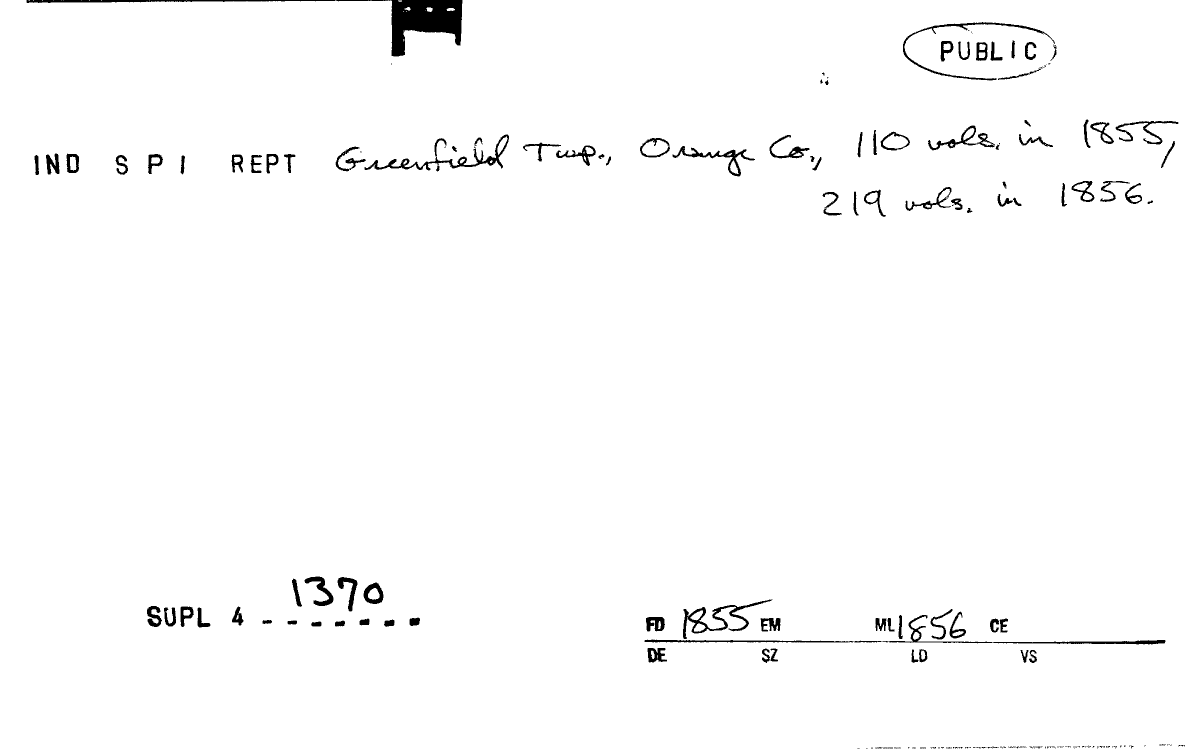 PUBLIC
IND S P I REPT Greenfield Twp., Orange Co., 110 vols. in 1855,
219 vols. in 1856.
SUPL 4 1370
FD 1855 EM ML 1856 CE
DE SZ LD VS